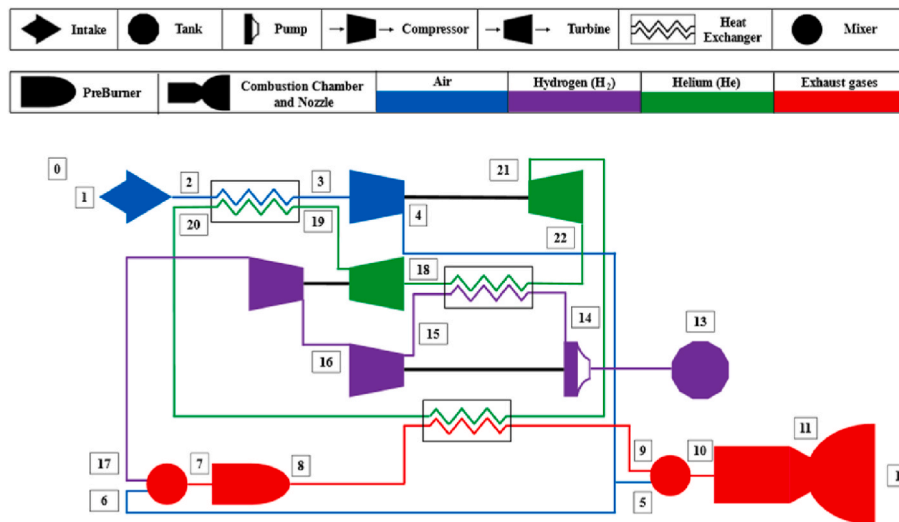 Intake
Tank
Pump
Compressor
Turbine
Heat
Exchanger
Mixer
PreBurner
Combustion Chamber
and Nozzle
Air
Hydrogen (H₂)
Helium (He)
Exhaust gases
0
1
2
3
4
21
20
19
22
18
14
13
15
16
11
17
7
8
9
10
6
5